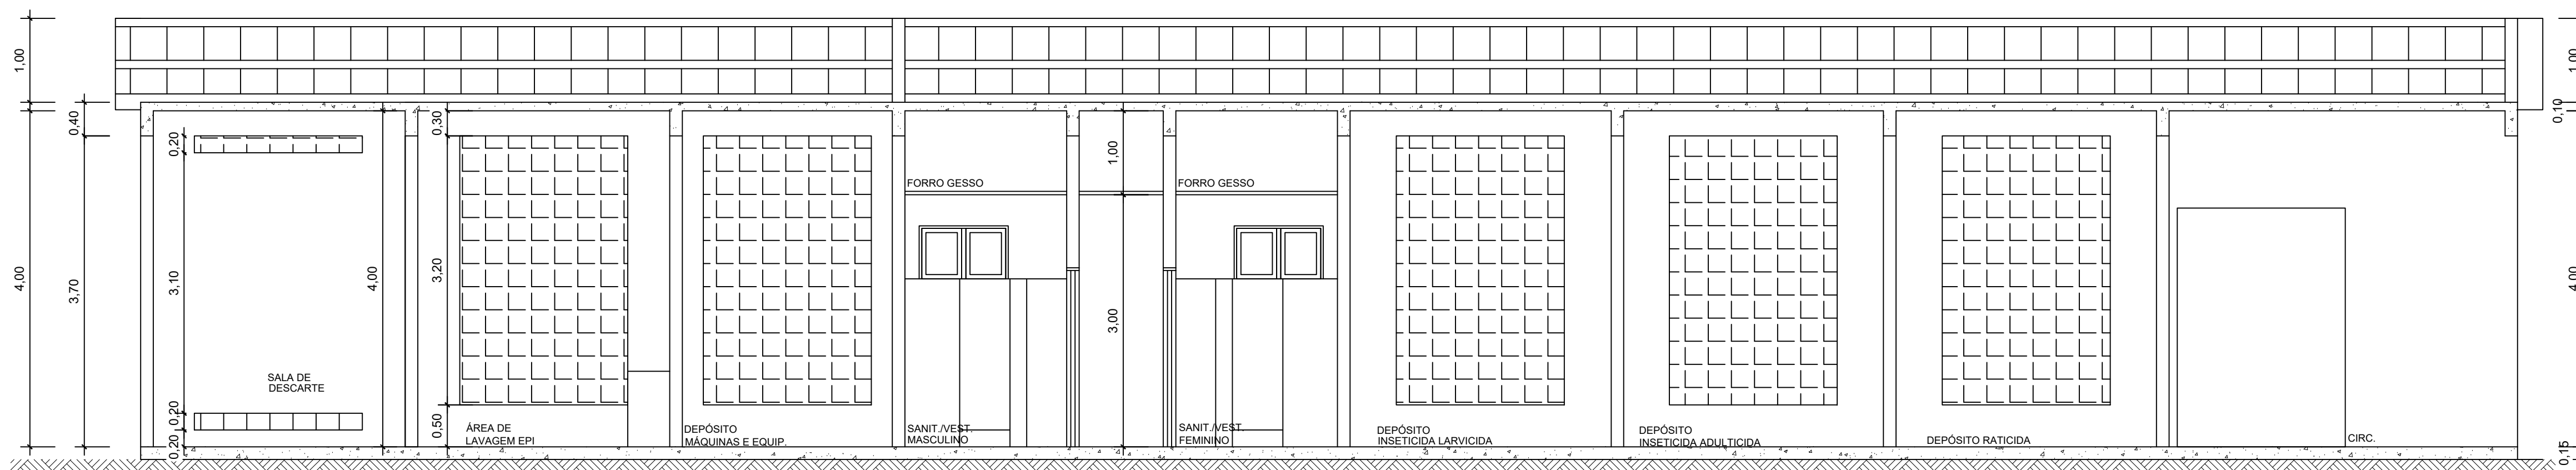 1,00
4,00
0,40
3,70
0,20
3,10
0,20
0,20
4,00
SALA DE
DESCARTE
0,30
3,20
0,50
ÁREA DE
LAVAGEM EPI
DEPÓSITO
MÁQUINAS E EQUIP.
FORRO GESSO
SANIT./VEST.
MASCULINO
1,00
3,00
FORRO GESSO
SANIT./VEST.
FEMININO
DEPÓSITO
INSETICIDA LARVICIDA
DEPÓSITO
INSETICIDA ADULTICIDA
DEPÓSITO RATICIDA
CIRC.
1,00
0,10
4,00
0,15